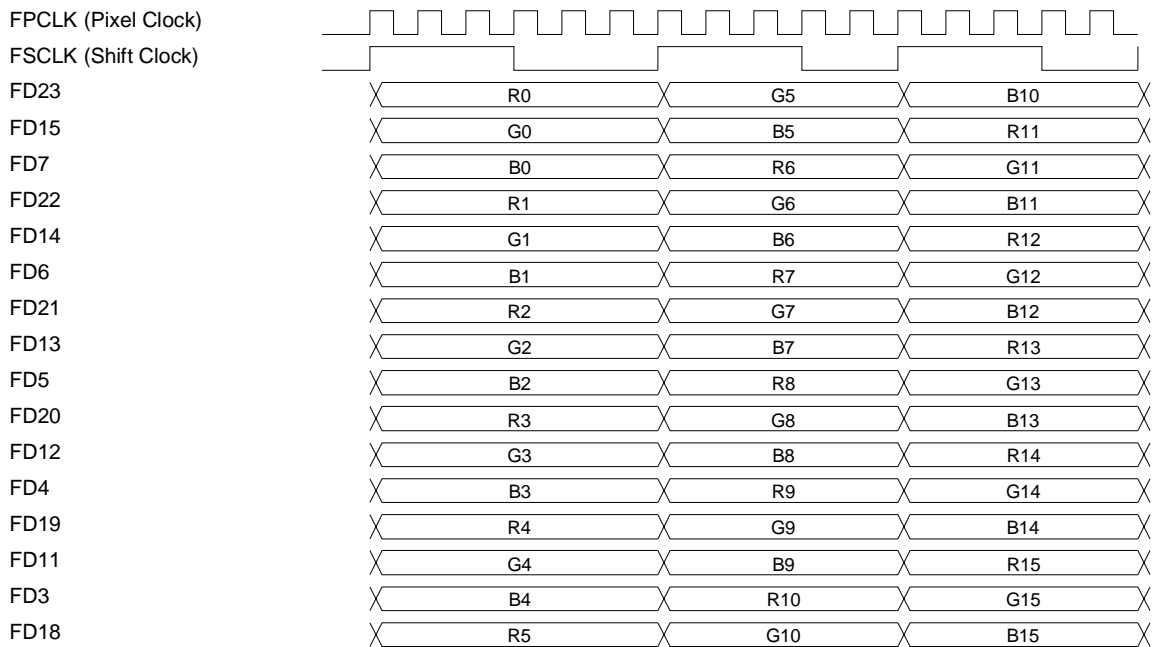 FPCLK (Pixel Clock)
FSCLK (Shift Clock)
FD23 R0 G5 B10
FD15 G0 B5 R11
FD7 B0 R6 G11
FD22 R1 G6 B11
FD14 G1 B6 R12
FD6 B1 R7 G12
FD21 R2 G7 B12
FD13 G2 B7 R13
FD5 B2 R8 G13
FD20 R3 G8 B13
FD12 G3 B8 R14
FD4 B3 R9 G14
FD19 R4 G9 B14
FD11 G4 B9 R15
FD3 B4 R10 G15
FD18 R5 G10 B15